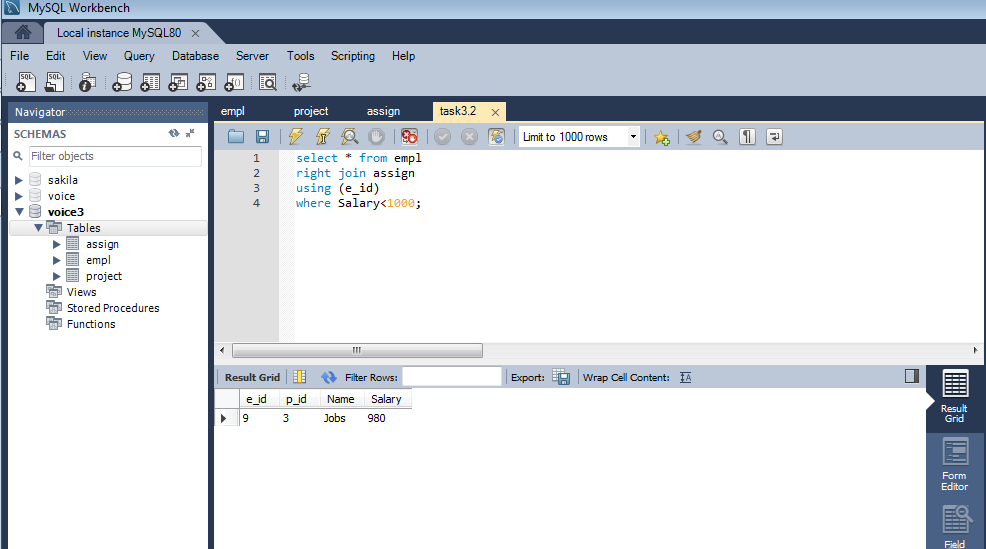 MySQL Workbench
Local instance MySQL80
File Edit View Query Database Server Tools Scripting Help
Navigator
SCHEMAS
Filter objects
sakila
voice
voice3
Tables
assign
empl
project
Views
Stored Procedures
Functions
empl project assign task3.2
Limit to 1000 rows
1 select * from empl
2 right join assign
3 using (e_id)
4 where Salary<1000;
Result Grid Filter Rows: Export: Wrap Cell Content: IA
e_id p_id Name Salary
9 3 Jobs 980
Result
Grid
Form
Editor
Field